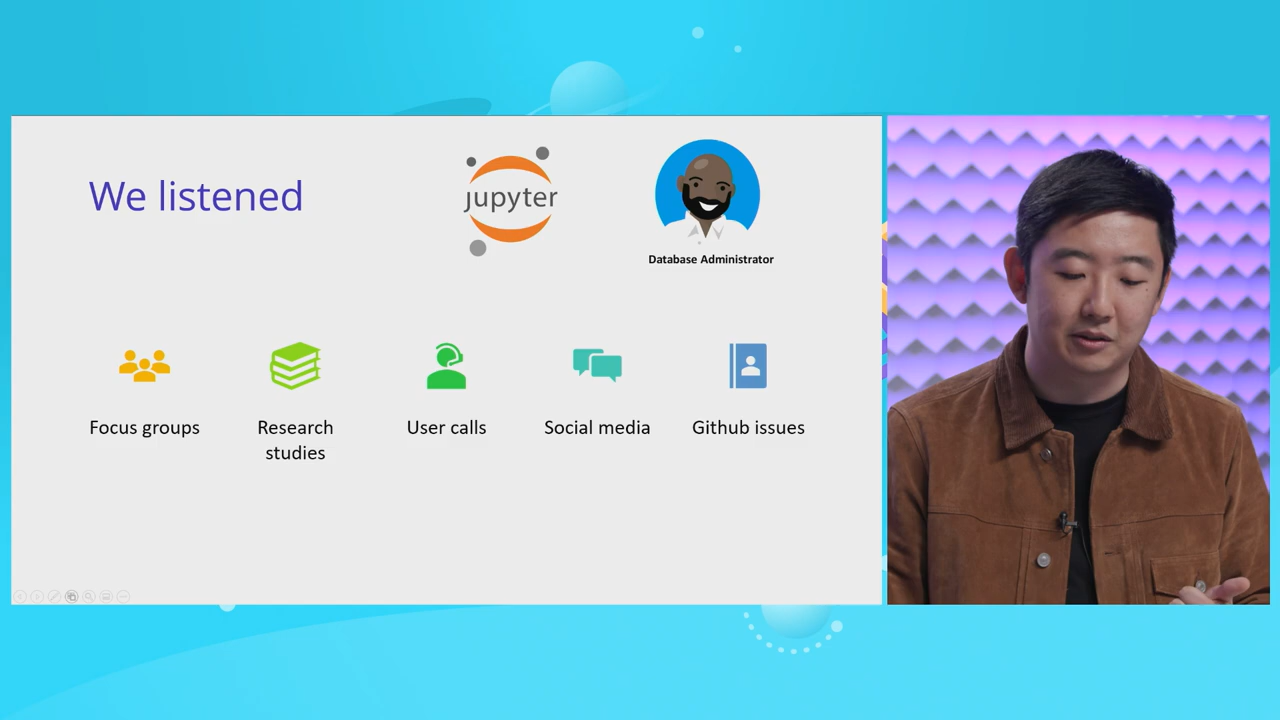 We listened
jupyter
Database Administrator
Focus groups
Research
studies
User calls
Social media
Github issues